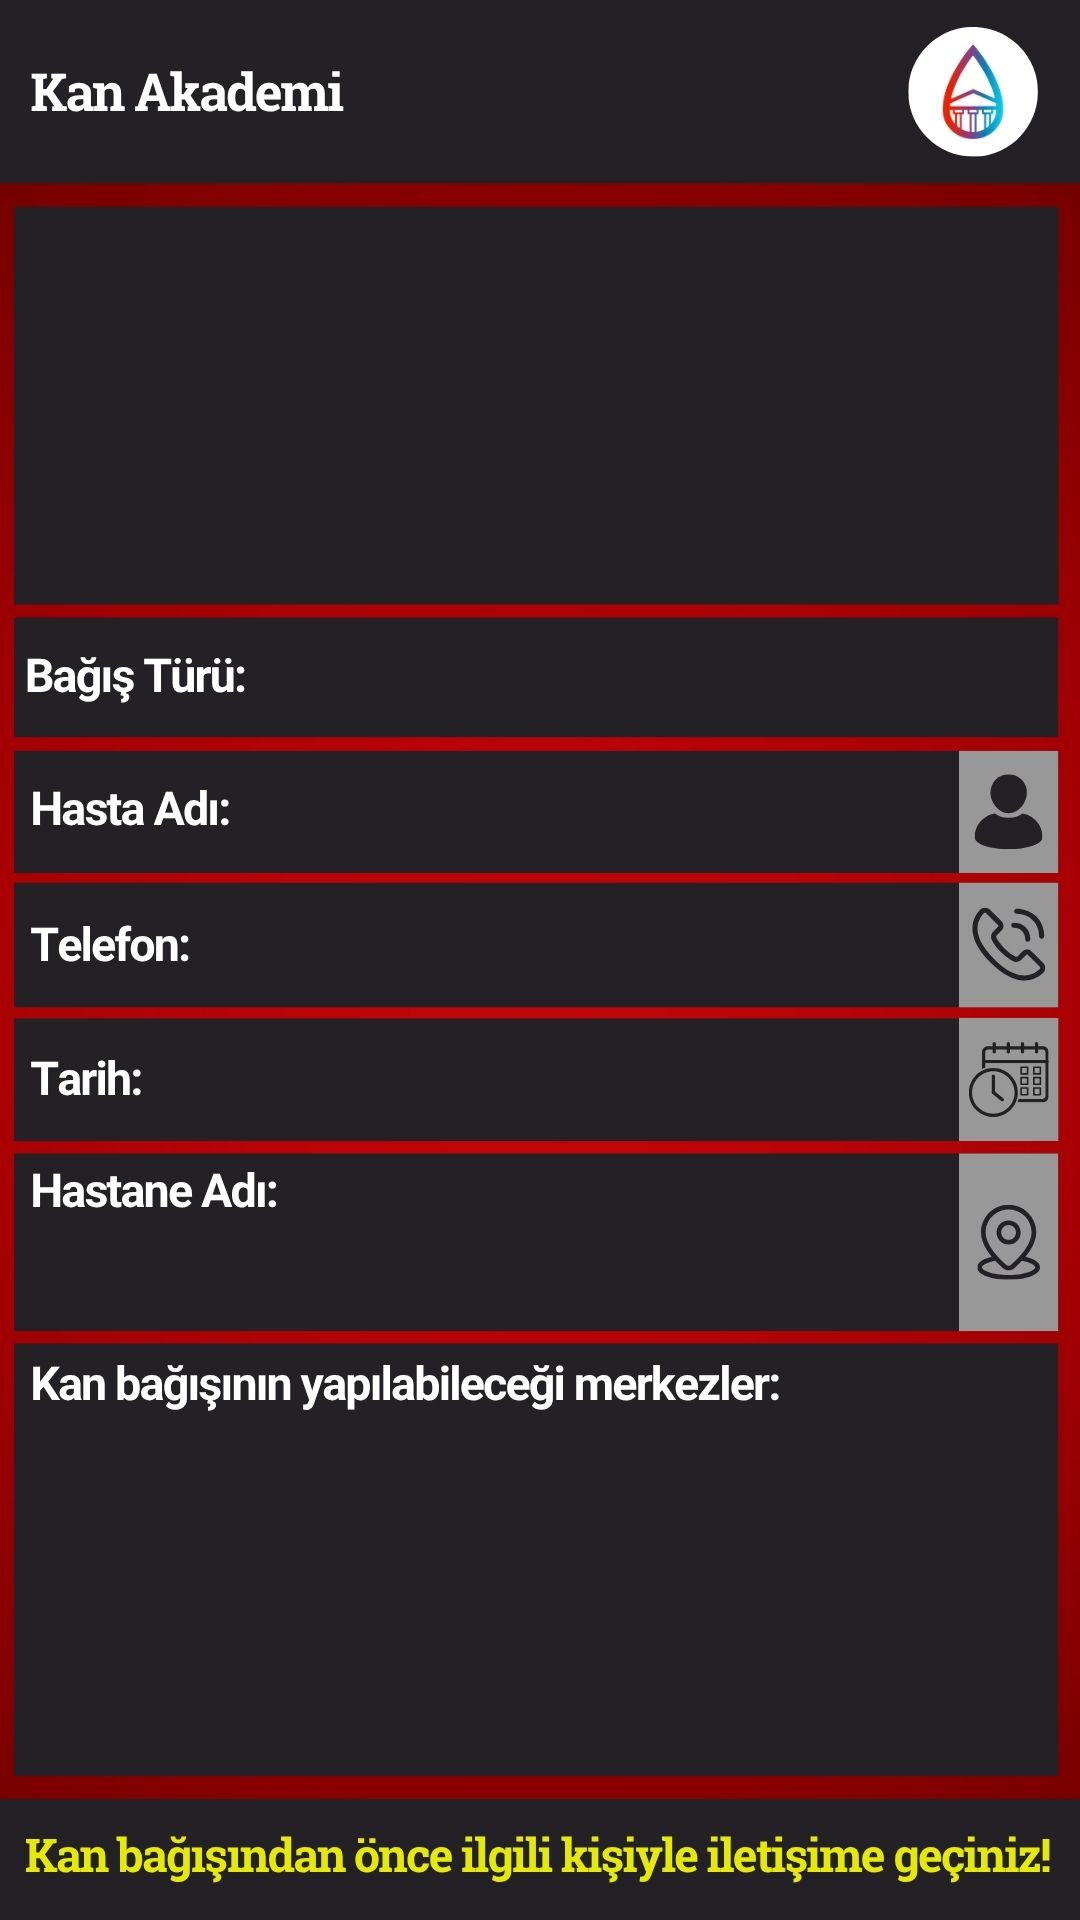 Kan Akademi
Bağış Türü:
Hasta Adı:
Telefon:
Tarih:
Hastane Adı:
Kan bağışının yapılabileceği merkezler:
Kan bağışından önce ilgili kişiyle iletişime geçiniz!